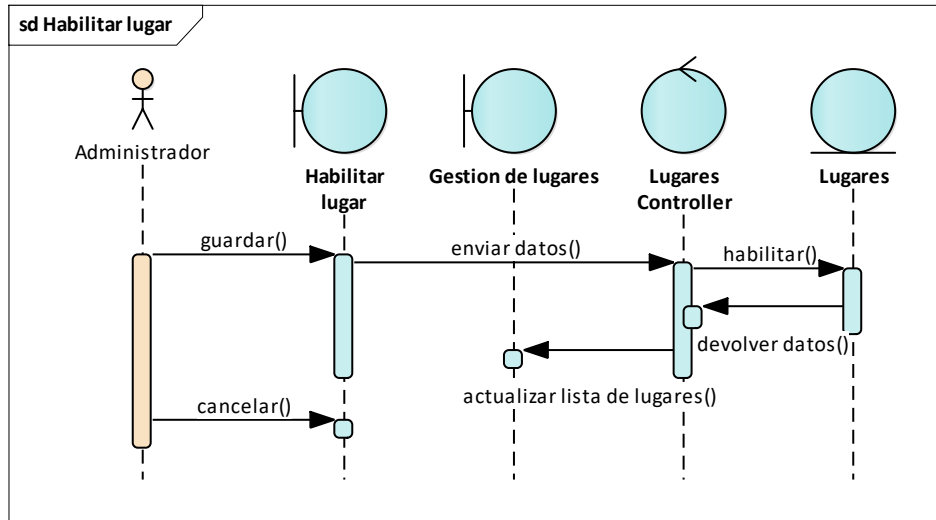 sd Habilitar lugar
Administrador
Habilitar
lugar
Gestion de lugares
Lugares
Controller
Lugares
guardar()
enviar datos()
habilitar()
devolver datos()
actualizar lista de lugares()
cancelar()